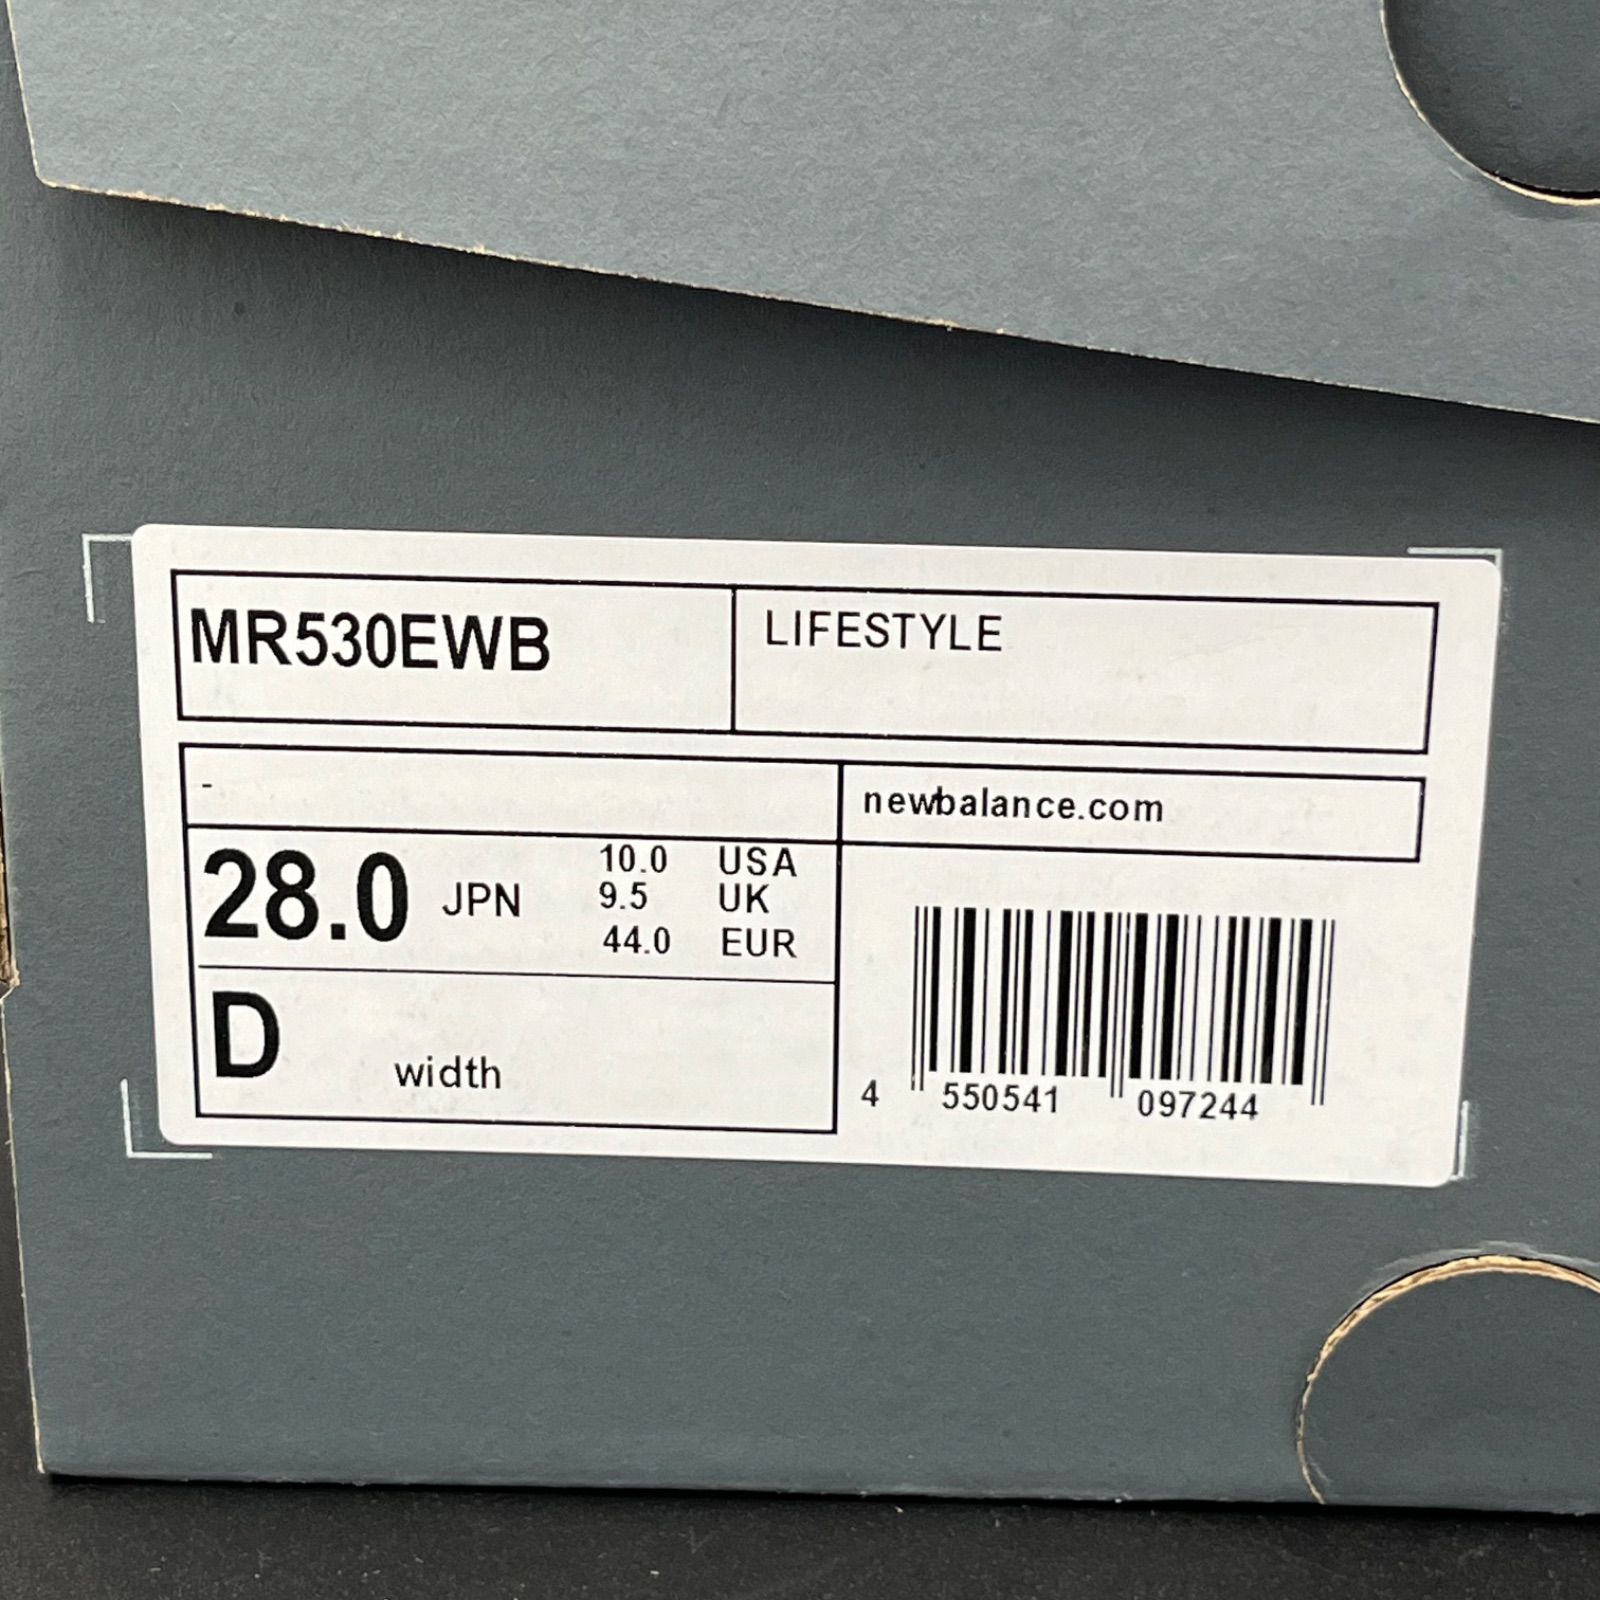 MR530EWB
LIFESTYLE
-
newbalance.com
28.0 JPN
10.0 USA
9.5 UK
44.0 EUR
D width
4 550541 097244